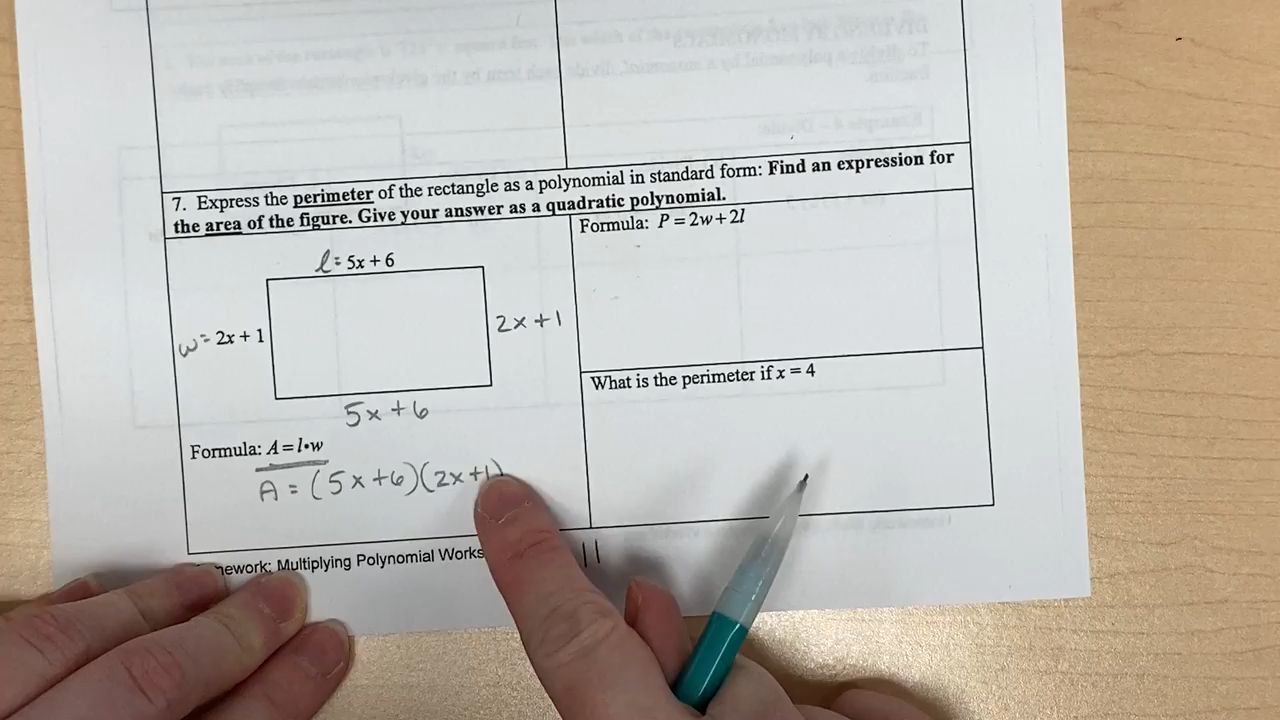 7. Express the perimeter of the rectangle as a polynomial in standard form: Find an expression for
the area of the figure. Give your answer as a quadratic polynomial.
Formula: P = 2w + 2l
l = 5x + 6
w = 2x + 1
2x + 1
5x + 6
What is the perimeter if x = 4
Formula: A = l•w
A = (5x+6)(2x+1)
Multiplying Polynomial
11